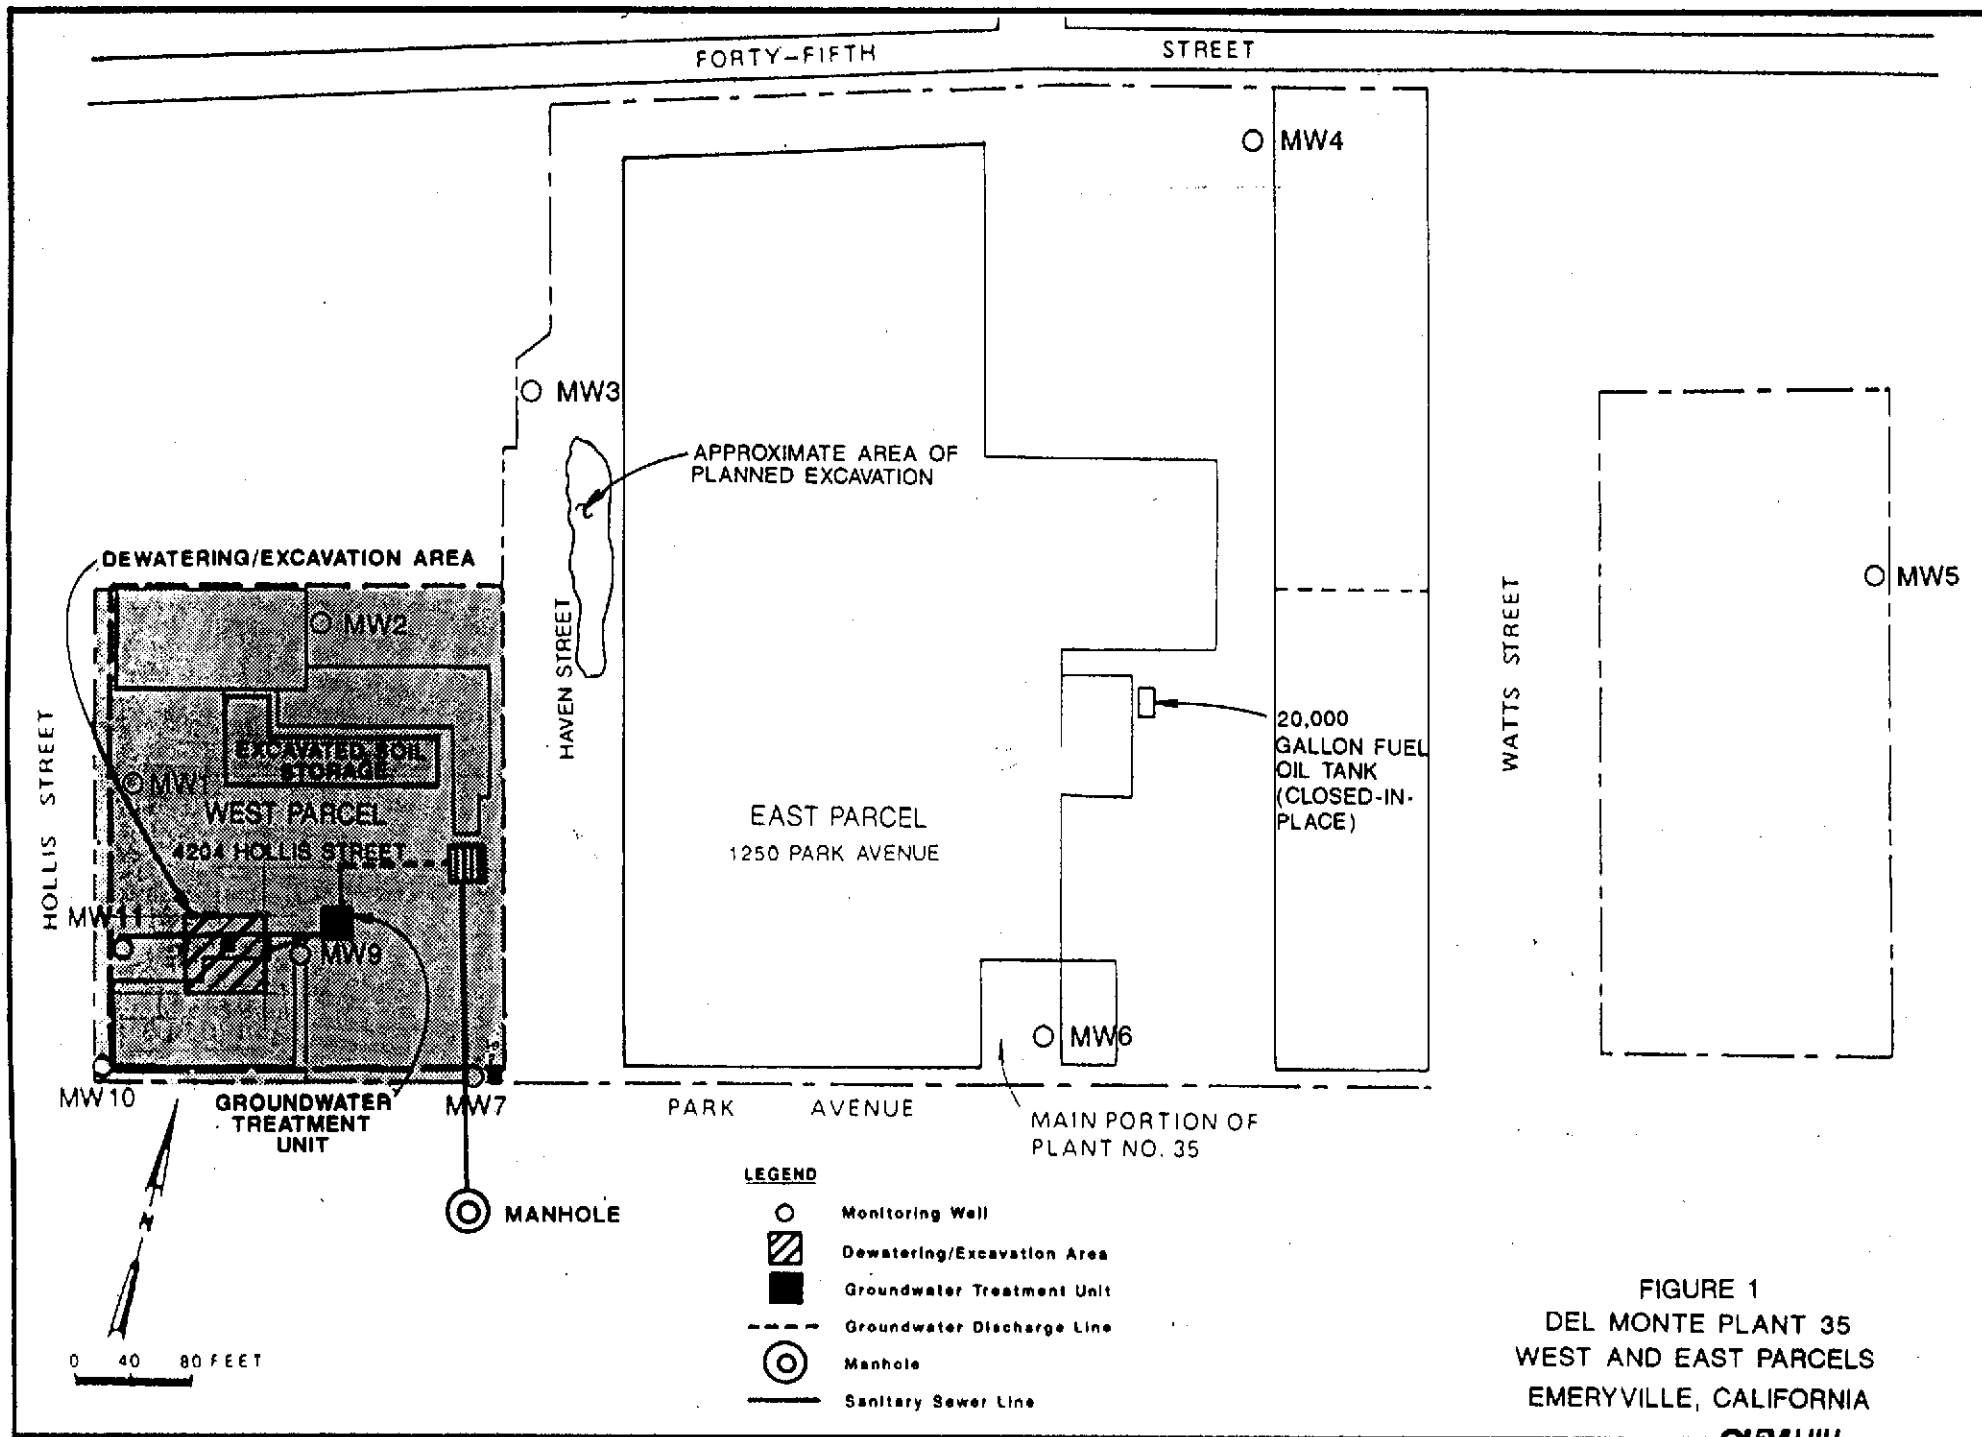 FORTY-FIFTH STREET
MW4
MW3
APPROXIMATE AREA OF
PLANNED EXCAVATION
DEWATERING/EXCAVATION AREA
MW5
MW2
HAVEN STREET
WATTS STREET
HOLLIS STREET
20,000
GALLON FUEL
OIL TANK
(CLOSED-IN-
PLACE)
EXCAVATED SOIL
STORAGE
MW1
WEST PARCEL
4204 HOLLIS STREET
EAST PARCEL
1250 PARK AVENUE
MW11
MW9
MW6
MW10
GROUNDWATER
TREATMENT
UNIT
MW7
PARK AVENUE
MAIN PORTION OF
PLANT NO. 35
N
MANHOLE
0 40 80 FEET
LEGEND
Monitoring Well
Dewatering/Excavation Area
Groundwater Treatment Unit
Groundwater Discharge Line
Manhole
Sanitary Sewer Line
FIGURE 1
DEL MONTE PLANT 35
WEST AND EAST PARCELS
EMERYVILLE, CALIFORNIA